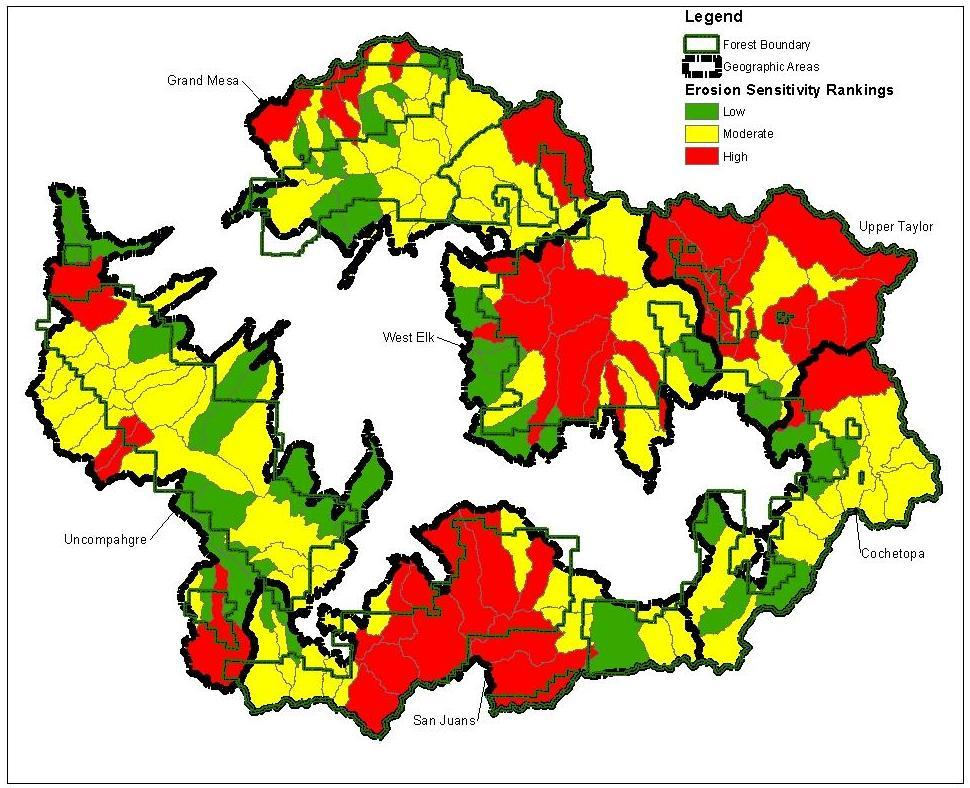 Legend
Forest Boundary
Geographic Areas
Erosion Sensitivity Rankings
Low
Moderate
High
Grand Mesa
Upper Taylor
West Elk
Uncompahgre
Cochetopa
San Juans